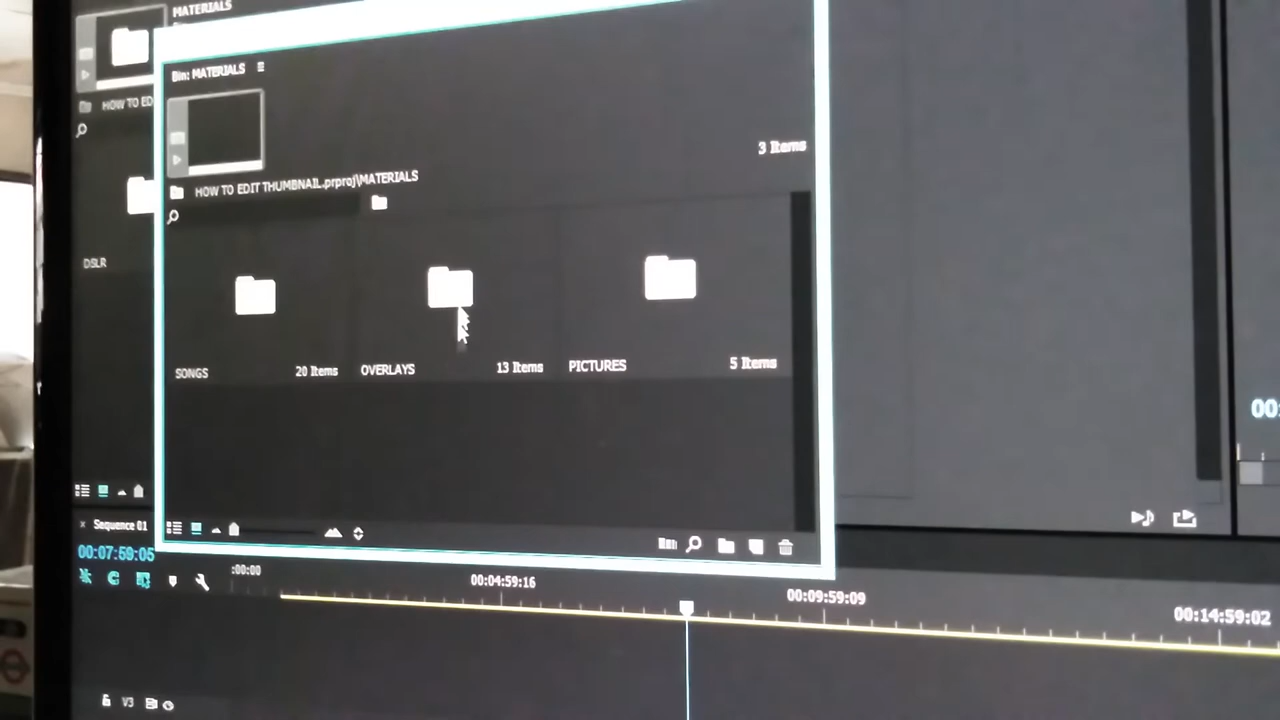 MATERIALS
Bin: MATERIALS
3 Items
HOW TO ED
HOW TO EDIT THUMBNAIL.prproj\MATERIALS
DSLR
SONGS 20 Items OVERLAYS 13 Items PICTURES 5 Items
Sequence 01
00:07:59:05
:00:00 00:04:59:16 00:09:59:09 00:14:59:02
00:
V3